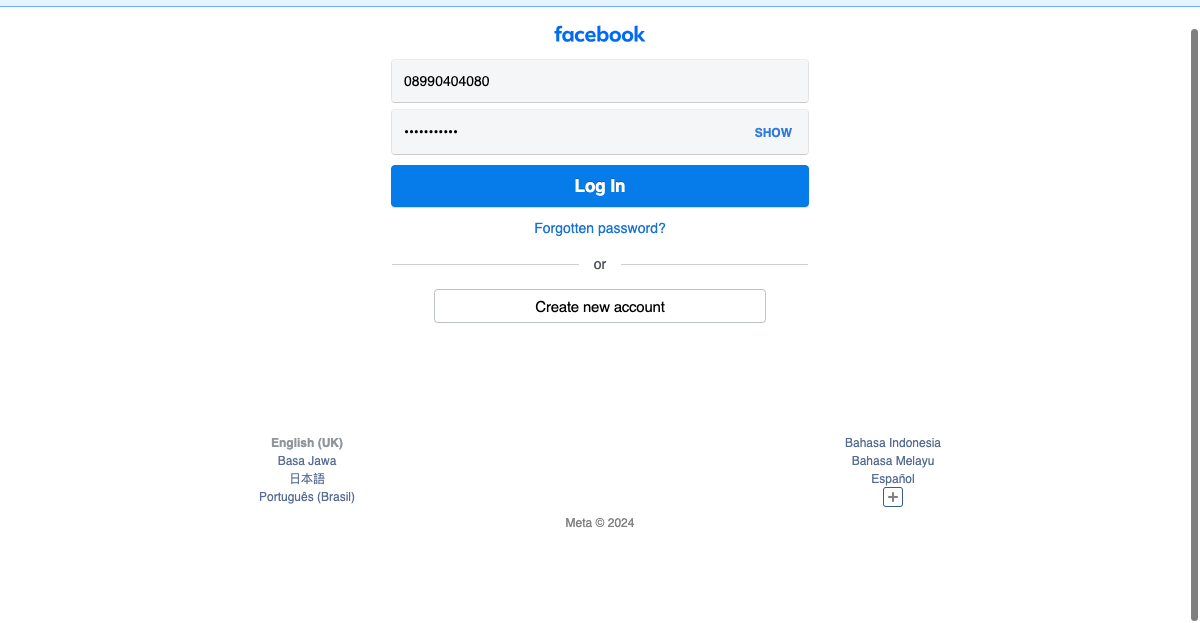 facebook
08990404080
•••••••••••
SHOW
Log In
Forgotten password?
or
Create new account
English (UK)
Basa Jawa
日本語
Português (Brasil)
Bahasa Indonesia
Bahasa Melayu
Español
Meta © 2024